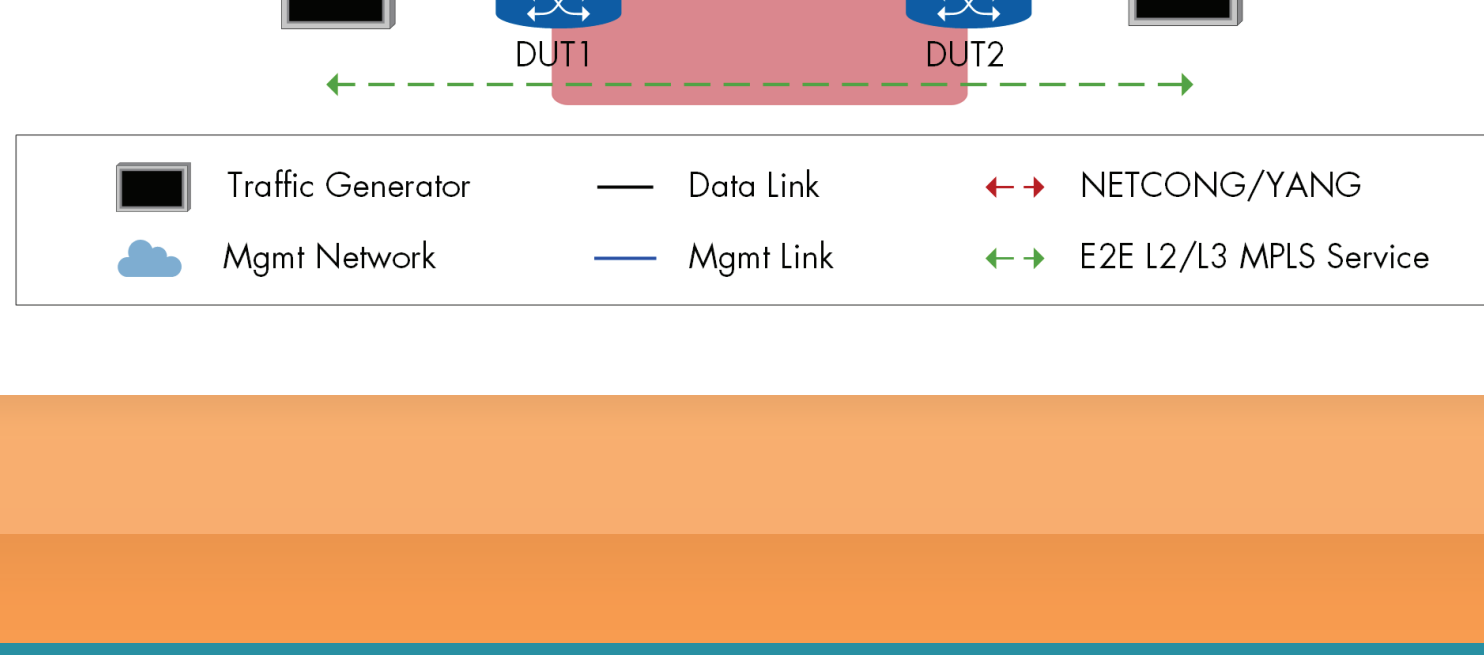 DUT1 DUT2
Traffic Generator Data Link NETCONG/YANG
Mgmt Network Mgmt Link E2E L2/L3 MPLS Service